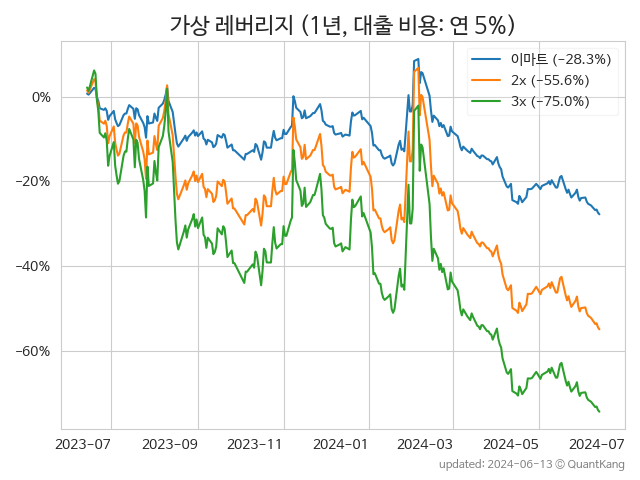 가상 레버리지 (1년, 대출 비용: 연 5%)
이마트 (−28.3%)
2x (−55.6%)
3x (−75.0%)
0%
−20%
−40%
−60%
2023-07 2023-09 2023-11 2024-01 2024-03 2024-05 2024-07
updated: 2024-06-13 © QuantKang